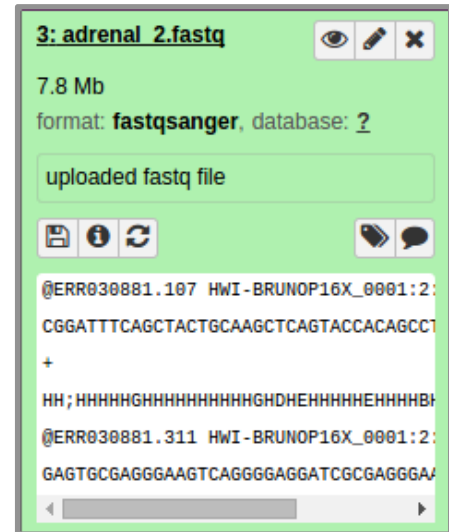 3: adrenal_2.fastq
7.8 Mb
format: fastqsanger, database: ?
uploaded fastq file
@ERR030881.107 HWI-BRUNOP16X_0001:2:
CGGATTTCAGCTACTGCAAGCTCAGTACCACAGCCT
+
HH;HHHHHGHHHHHHHHHHGHDHEHHHHHEHHHHBH
@ERR030881.311 HWI-BRUNOP16X_0001:2:
GAGTGCGAGGGAAGTCAGGGGAGGATCGCGAGGGAA